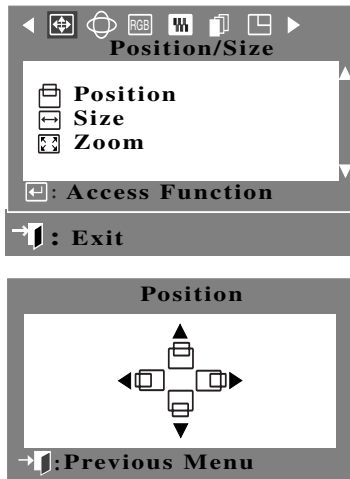 RGB
Position/Size
Position
Size
Zoom
: Access Function
: Exit
Position
:Previous Menu